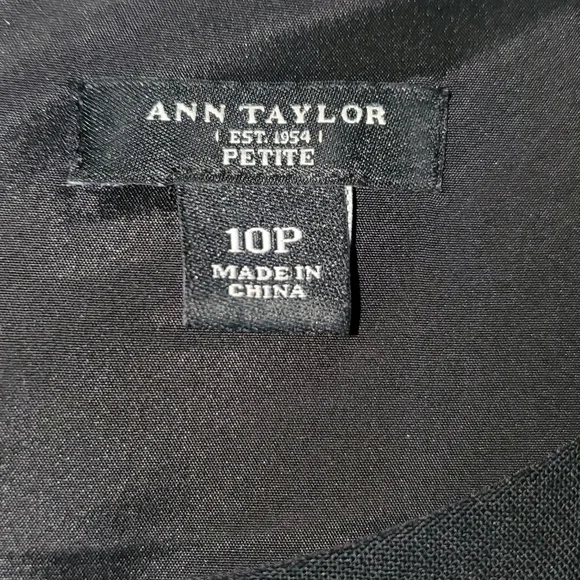 ANN TAYLOR
EST. 1954
PETITE
10P
MADE IN
CHINA